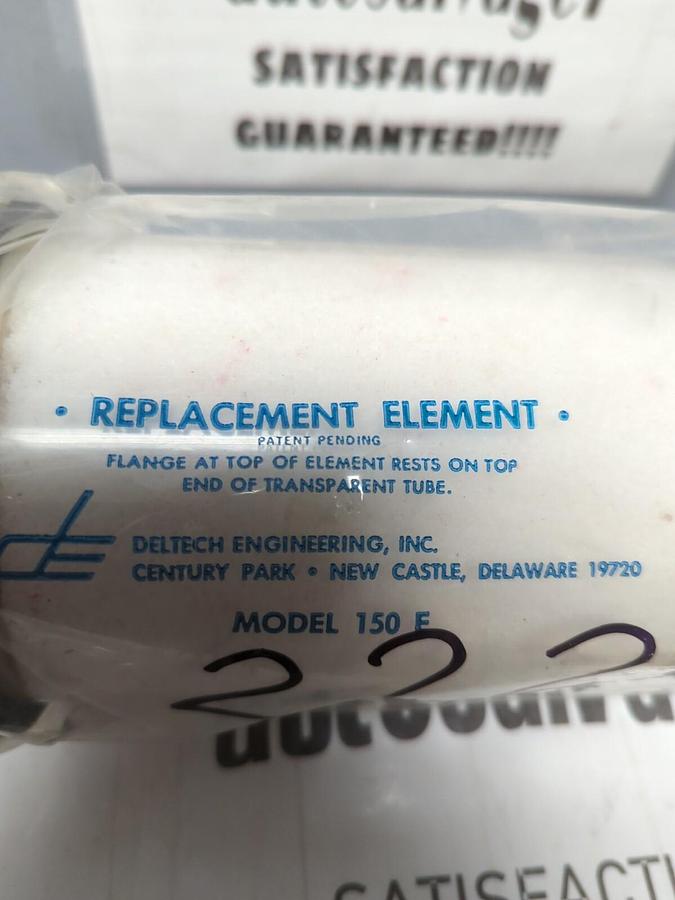 SATISFACTION
GUARANTEED!!!!
• REPLACEMENT ELEMENT •
PATENT PENDING
FLANGE AT TOP OF ELEMENT RESTS ON TOP
END OF TRANSPARENT TUBE.
DELTECH ENGINEERING, INC.
CENTURY PARK • NEW CASTLE, DELAWARE 19720
MODEL 150 E
222